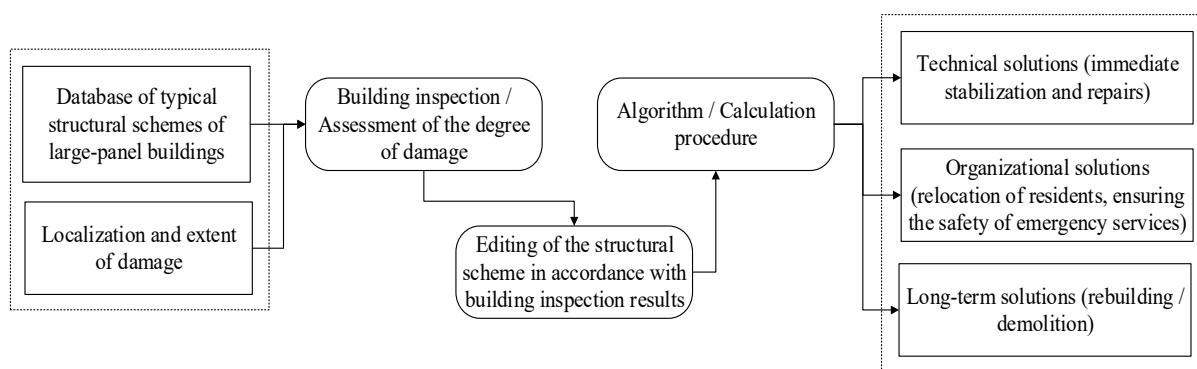 Database of typical
structural schemes of
large-panel buildings
Localization and extent
of damage
Building inspection /
Assessment of the degree
of damage
Editing of the structural
scheme in accordance with
building inspection results
Algorithm / Calculation
procedure
Technical solutions (immediate
stabilization and repairs)
Organizational solutions
(relocation of residents, ensuring
the safety of emergency services)
Long-term solutions (rebuilding /
demolition)